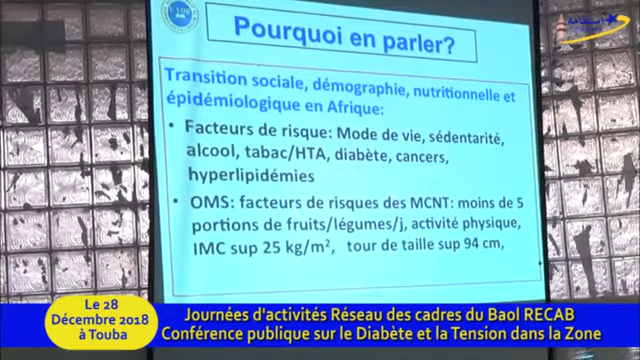 Pourquoi en parler?
Transition sociale, démographie, nutritionnelle et
épidémiologique en Afrique:
• Facteurs de risque: Mode de vie, sédentarité,
alcool, tabac/HTA, diabète, cancers,
hyperlipidémies
• OMS: facteurs de risques des MCNT: moins de 5
portions de fruits/légumes/j, activité physique,
IMC sup 25 kg/m², tour de taille sup 94 cm,
Le 28
Décembre 2018
à Touba
Journées d'activités Réseau des cadres du Baol RECAB
Conférence publique sur le Diabète et la Tension dans la Zone